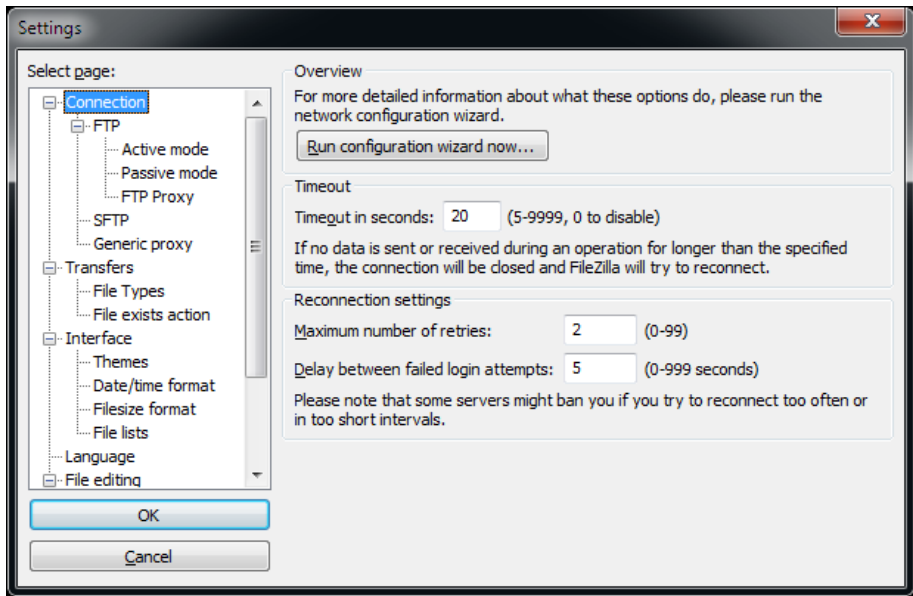 Settings
Select page:
Connection
FTP
Active mode
Passive mode
FTP Proxy
SFTP
Generic proxy
Transfers
File Types
File exists action
Interface
Themes
Date/time format
Filesize format
File lists
Language
File editing
OK
Cancel
Overview
For more detailed information about what these options do, please run the
network configuration wizard.
Run configuration wizard now...
Timeout
Timeout in seconds: 20 (5-9999, 0 to disable)
If no data is sent or received during an operation for longer than the specified
time, the connection will be closed and FileZilla will try to reconnect.
Reconnection settings
Maximum number of retries: 2 (0-99)
Delay between failed login attempts: 5 (0-999 seconds)
Please note that some servers might ban you if you try to reconnect too often or
in too short intervals.